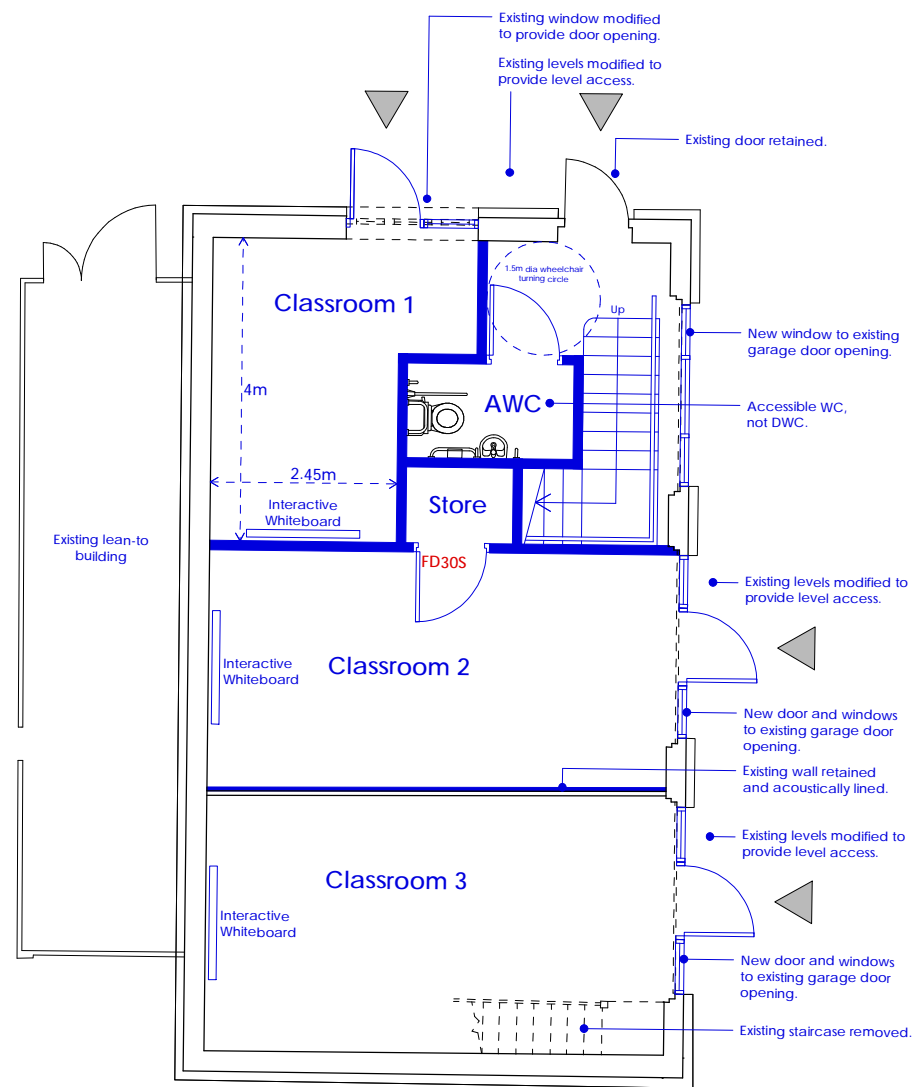 Existing window modified
to provide door opening.
Existing levels modified to
provide level access.
Existing door retained.
1.5m dia wheelchair
turning circle
Classroom 1
Up
New window to existing
garage door opening.
4m
AWC
Accessible WC,
not DWC.
2.45m
Interactive
Whiteboard
Store
Existing lean-to
building
FD30S
Existing levels modified to
provide level access.
Interactive
Whiteboard
Classroom 2
New door and windows
to existing garage door
opening.
Existing wall retained
and acoustically lined.
Existing levels modified to
provide level access.
Classroom 3
Interactive
Whiteboard
New door and windows
to existing garage door
opening.
Existing staircase removed.